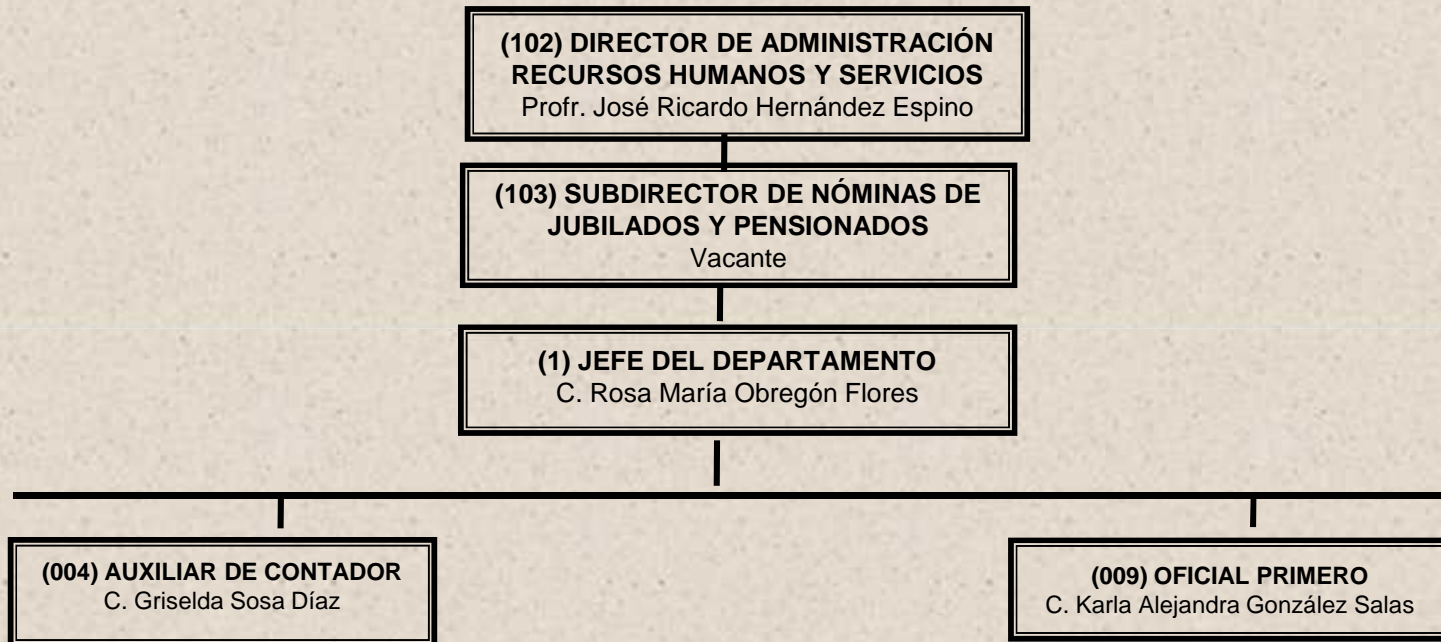 (102) DIRECTOR DE ADMINISTRACIÓN
RECURSOS HUMANOS Y SERVICIOS
Profr. José Ricardo Hernández Espino
(103) SUBDIRECTOR DE NÓMINAS DE
JUBILADOS Y PENSIONADOS
Vacante
(1) JEFE DEL DEPARTAMENTO
C. Rosa María Obregón Flores
(004) AUXILIAR DE CONTADOR
C. Griselda Sosa Díaz
(009) OFICIAL PRIMERO
C. Karla Alejandra González Salas